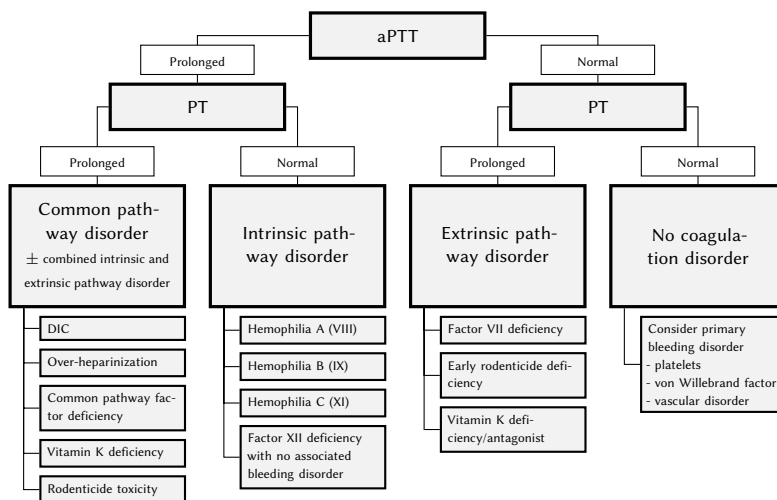 aPTT
Prolonged
Normal
PT
PT
Prolonged
Normal
Prolonged
Normal
Common path-
way disorder
± combined intrinsic and
extrinsic pathway disorder
Intrinsic path-
way disorder
Extrinsic path-
way disorder
No coagula-
tion disorder
DIC
Over-heparinization
Common pathway fac-
tor deficiency
Vitamin K deficiency
Rodenticide toxicity
Hemophilia A (VIII)
Hemophilia B (IX)
Hemophilia C (XI)
Factor XII deficiency
with no associated
bleeding disorder
Factor VII deficiency
Early rodenticide defi-
ciency
Vitamin K defi-
ciency/antagonist
Consider primary
bleeding disorder
- platelets
- von Willebrand factor
- vascular disorder